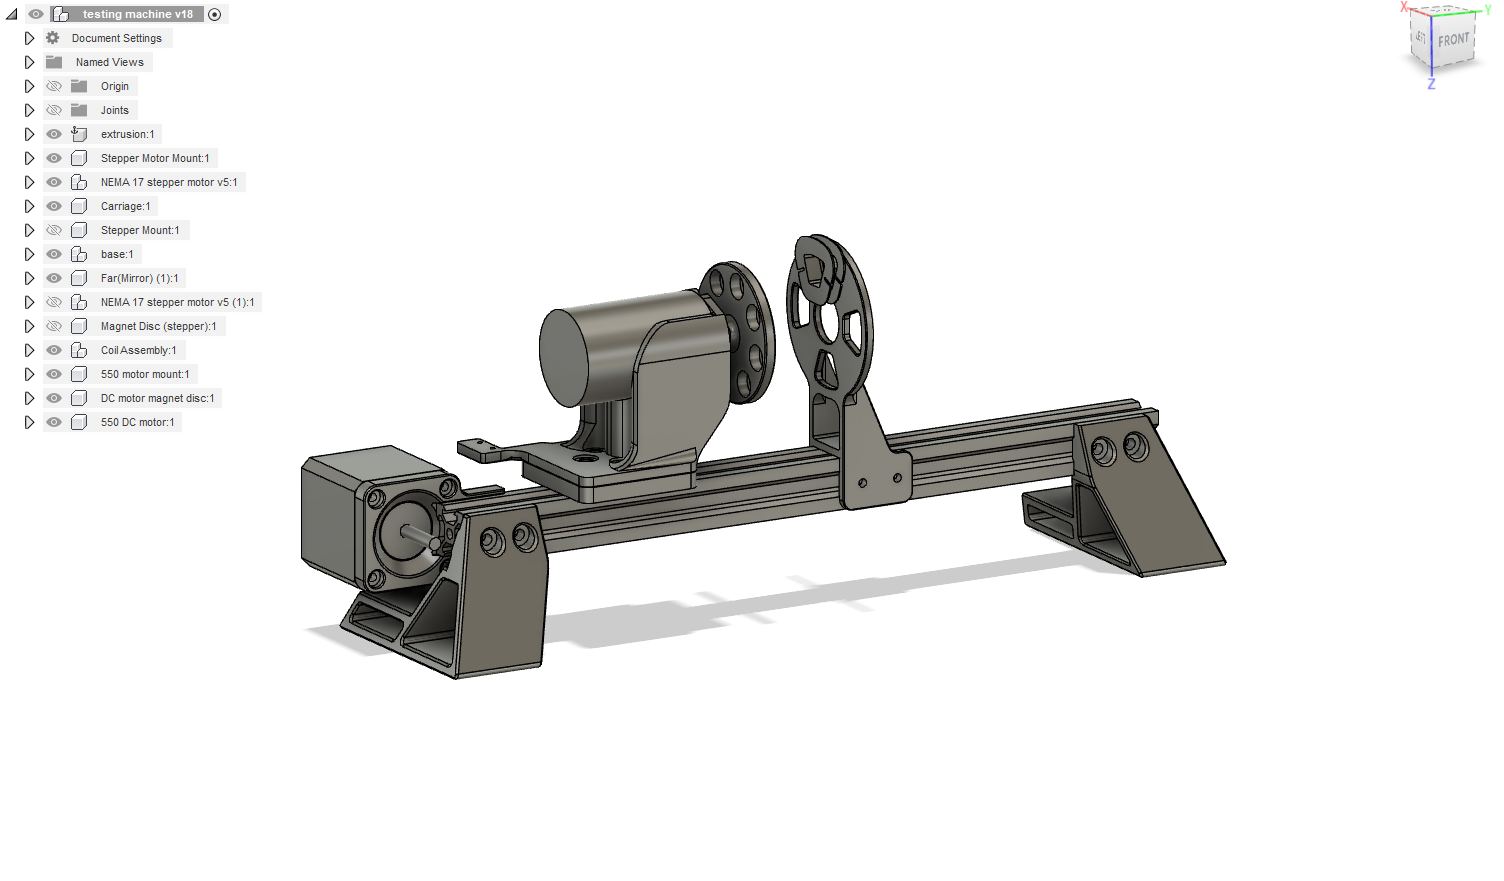 testing machine v18
Document Settings
Named Views
Origin
Joints
extrusion:1
Stepper Motor Mount:1
NEMA 17 stepper motor v5:1
Carriage:1
Stepper Mount:1
base:1
Far(Mirror) (1):1
NEMA 17 stepper motor v5 (1):1
Magnet Disc (stepper):1
Coil Assembly:1
550 motor mount:1
DC motor magnet disc:1
550 DC motor:1
X
Y
LEFT
FRONT
Z